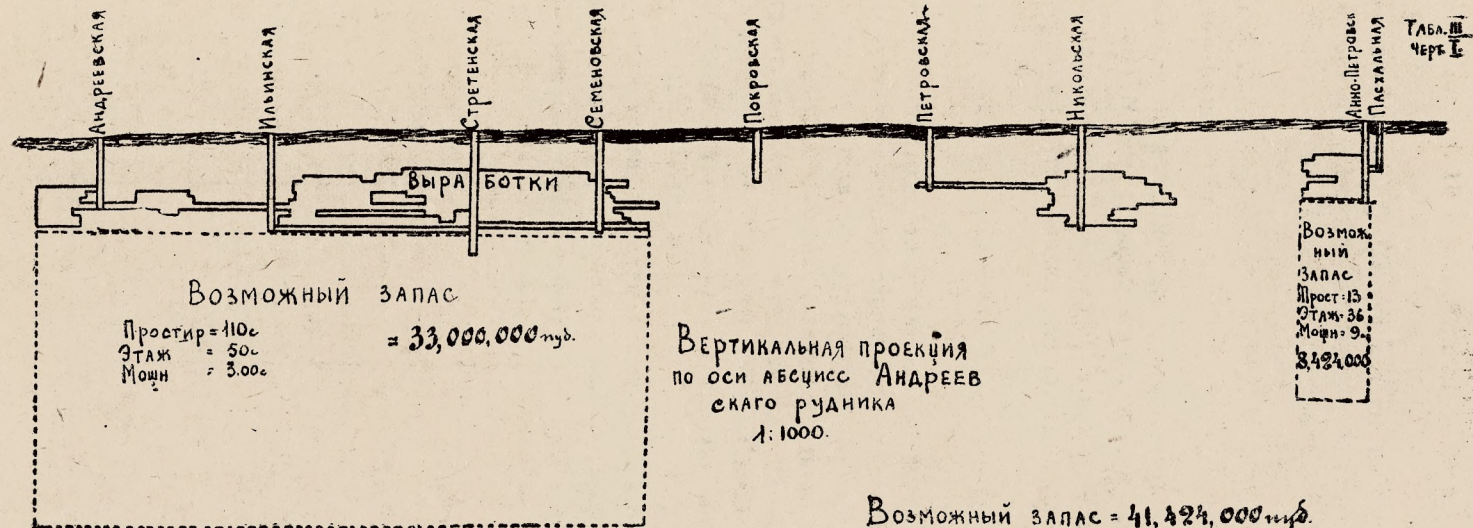 Табл. III
Черт. I.
Андреевская
Ильинская
Стретенская
Семеновская
Покровская
Петровская
Никольская
Анно-Петровск
Пасхальная
Выработки
Возможный запас
Простир = 110с
Этаж = 50с
Мощн = 3.00с
= 33,000,000 пуд.
Вертикальная проекция
по оси абсцисс Андреев
скаго рудника
1:1000.
Возмож
ный
запас
Прост = 13
Этаж = 36
Мощн = 9
8,424,000
Возможный запас = 41,424,000 пуд.